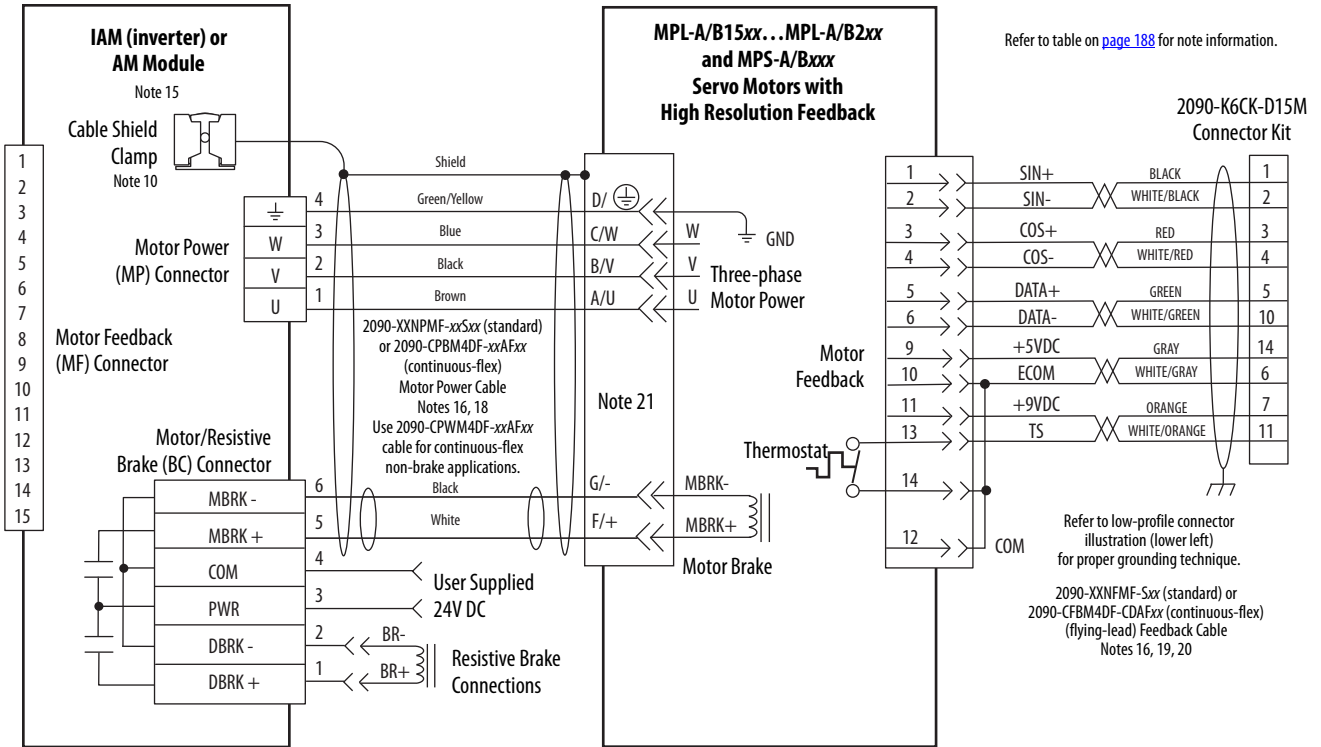 IAM (inverter) or
AM Module
Note 15
Cable Shield
Clamp
Note 10
1
2
3
4
5
6
7
8
9
10
11
12
13
14
15
Motor Feedback
(MF) Connector
Motor Power
(MP) Connector
W
V
U
4
3
2
1
Shield
Green/Yellow
Blue
Black
Brown
2090-XXNPMF-xxSxx (standard)
or 2090-CPBM4DF-xxAFxx
(continuous-flex)
Motor Power Cable
Notes 16, 18
Use 2090-CPWM4DF-xxAFxx
cable for continuous-flex
non-brake applications.
Motor/Resistive
Brake (BC) Connector
MBRK -
MBRK +
COM
PWR
DBRK -
DBRK +
6
5
4
3
2
1
Black
White
User Supplied
24V DC
BR-
BR+
Resistive Brake
Connections
MPL-A/B15xx…MPL-A/B2xx
and MPS-A/Bxxx
Servo Motors with
High Resolution Feedback
D/
C/W
B/V
A/U
W
V
U
GND
Three-phase
Motor Power
Note 21
G/-
F/+
MBRK-
MBRK+
Motor Brake
Motor
Feedback
Thermostat
1
2
3
4
5
6
9
10
11
13
14
12
COM
Refer to table on page 188 for note information.
2090-K6CK-D15M
Connector Kit
SIN+ BLACK 1
SIN- WHITE/BLACK 2
COS+ RED 3
COS- WHITE/RED 4
DATA+ GREEN 5
DATA- WHITE/GREEN 10
+5VDC GRAY 14
ECOM WHITE/GRAY 6
+9VDC ORANGE 7
TS WHITE/ORANGE 11
Refer to low-profile connector
illustration (lower left)
for proper grounding technique.
2090-XXNFMF-Sxx (standard) or
2090-CFBM4DF-CDAFxx (continuous-flex)
(flying-lead) Feedback Cable
Notes 16, 19, 20